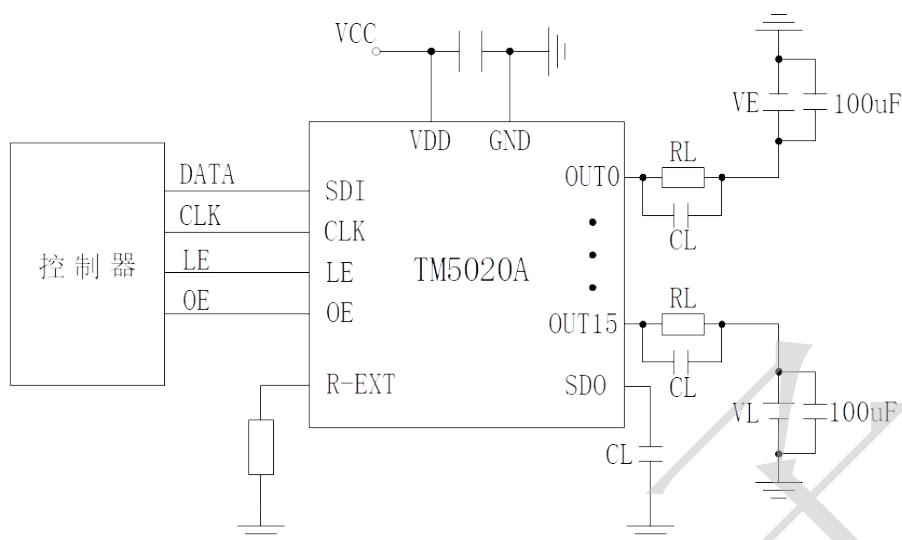 VCC
VDD
GND
VE
100uF
DATA
SDI
CLK
CLK
LE
LE
OE
OE
控制器
TM5020A
OUT0
RL
CL
OUT15
RL
CL
R-EXT
SDO
CL
VL
100uF